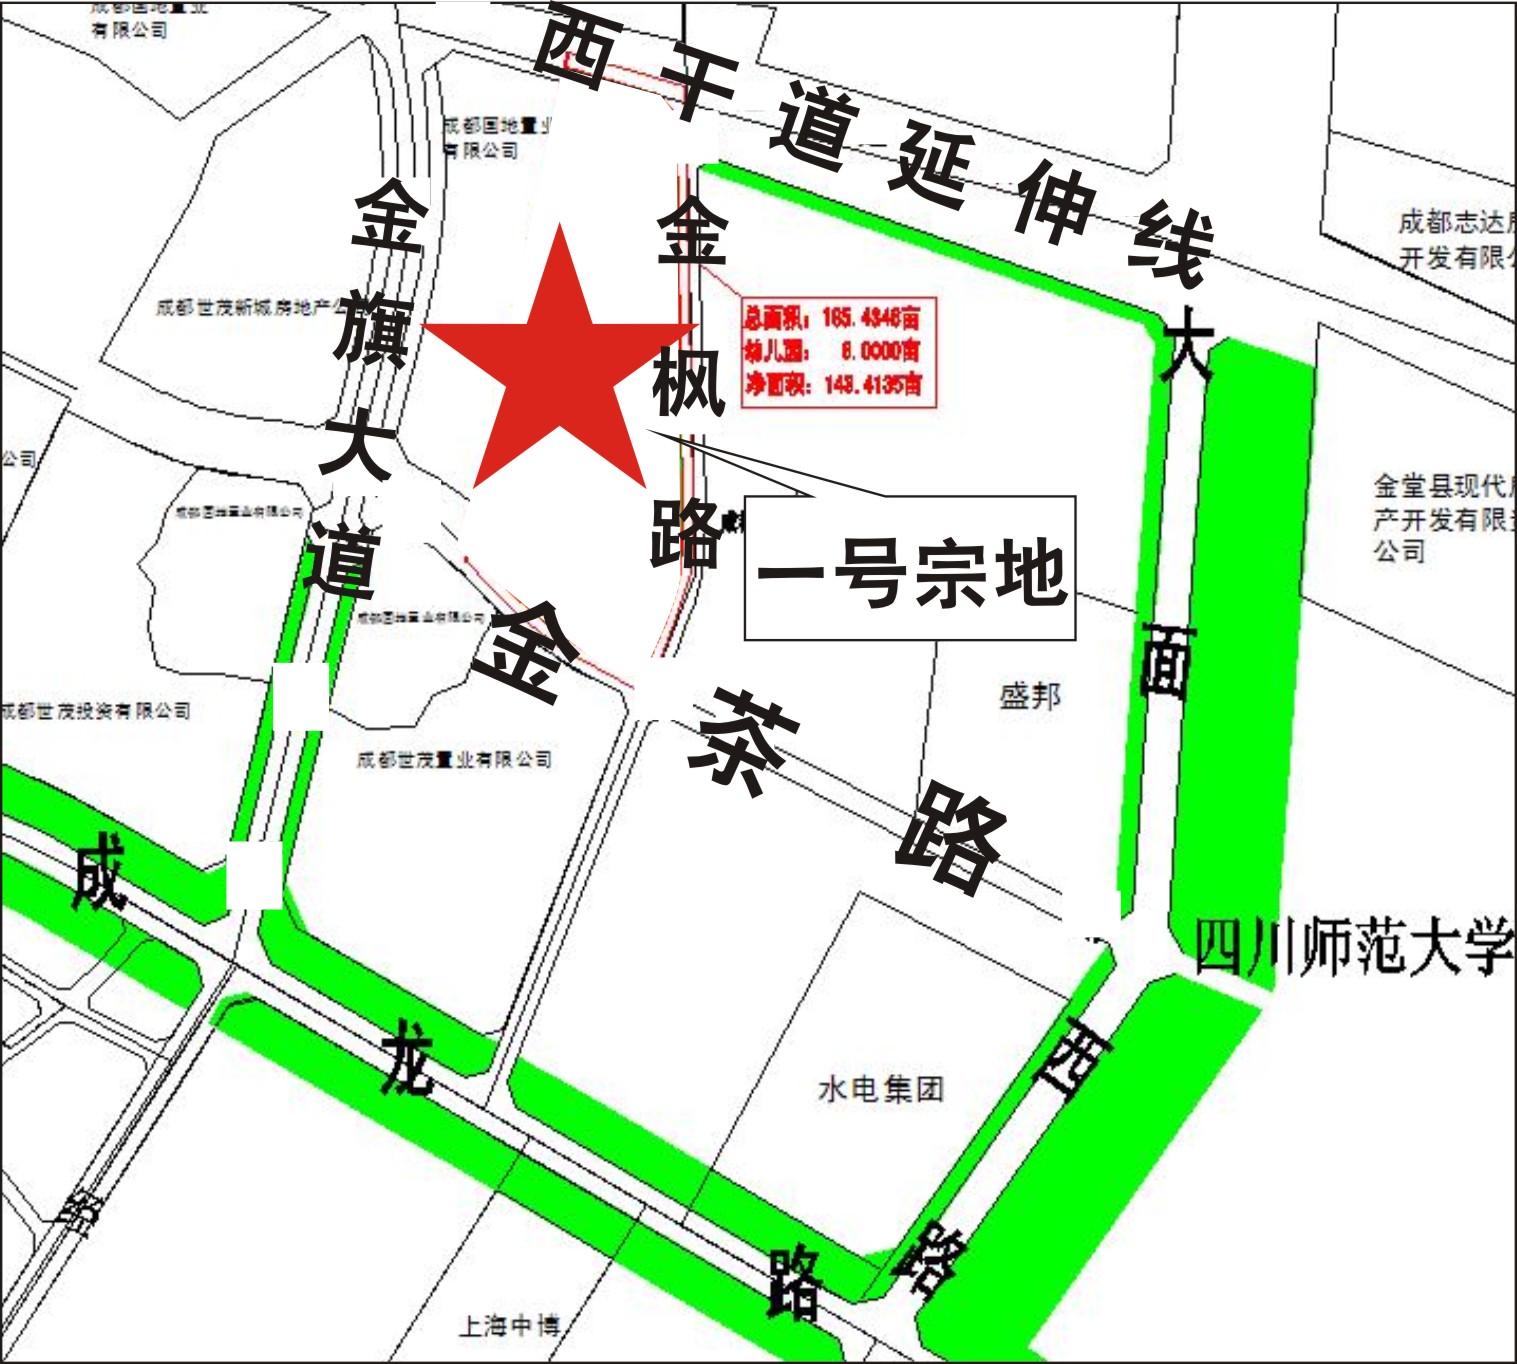 成都国地置业
有限公司
西干道延伸线
成都国地置业
有限公司
金旗大道
金枫路
成都志达
开发有限
成都世茂新城房地产公
总面积：165.4346亩
幼儿园： 8.0000亩
净面积：143.4135亩
大面西路
公司
成都国地置业有限公司
一号宗地
金堂县现代
产开发有限
公司
成都国地置业有限公司
金茶路
盛邦
成都世茂投资有限公司
成都世茂置业有限公司
成龙路
四川师范大学
水电集团
上海中博